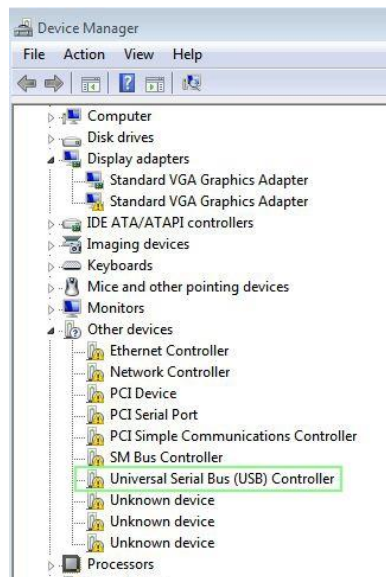 Device Manager
File Action View Help
Computer
Disk drives
Display adapters
Standard VGA Graphics Adapter
Standard VGA Graphics Adapter
IDE ATA/ATAPI controllers
Imaging devices
Keyboards
Mice and other pointing devices
Monitors
Other devices
Ethernet Controller
Network Controller
PCI Device
PCI Serial Port
PCI Simple Communications Controller
SM Bus Controller
Universal Serial Bus (USB) Controller
Unknown device
Unknown device
Unknown device
Processors